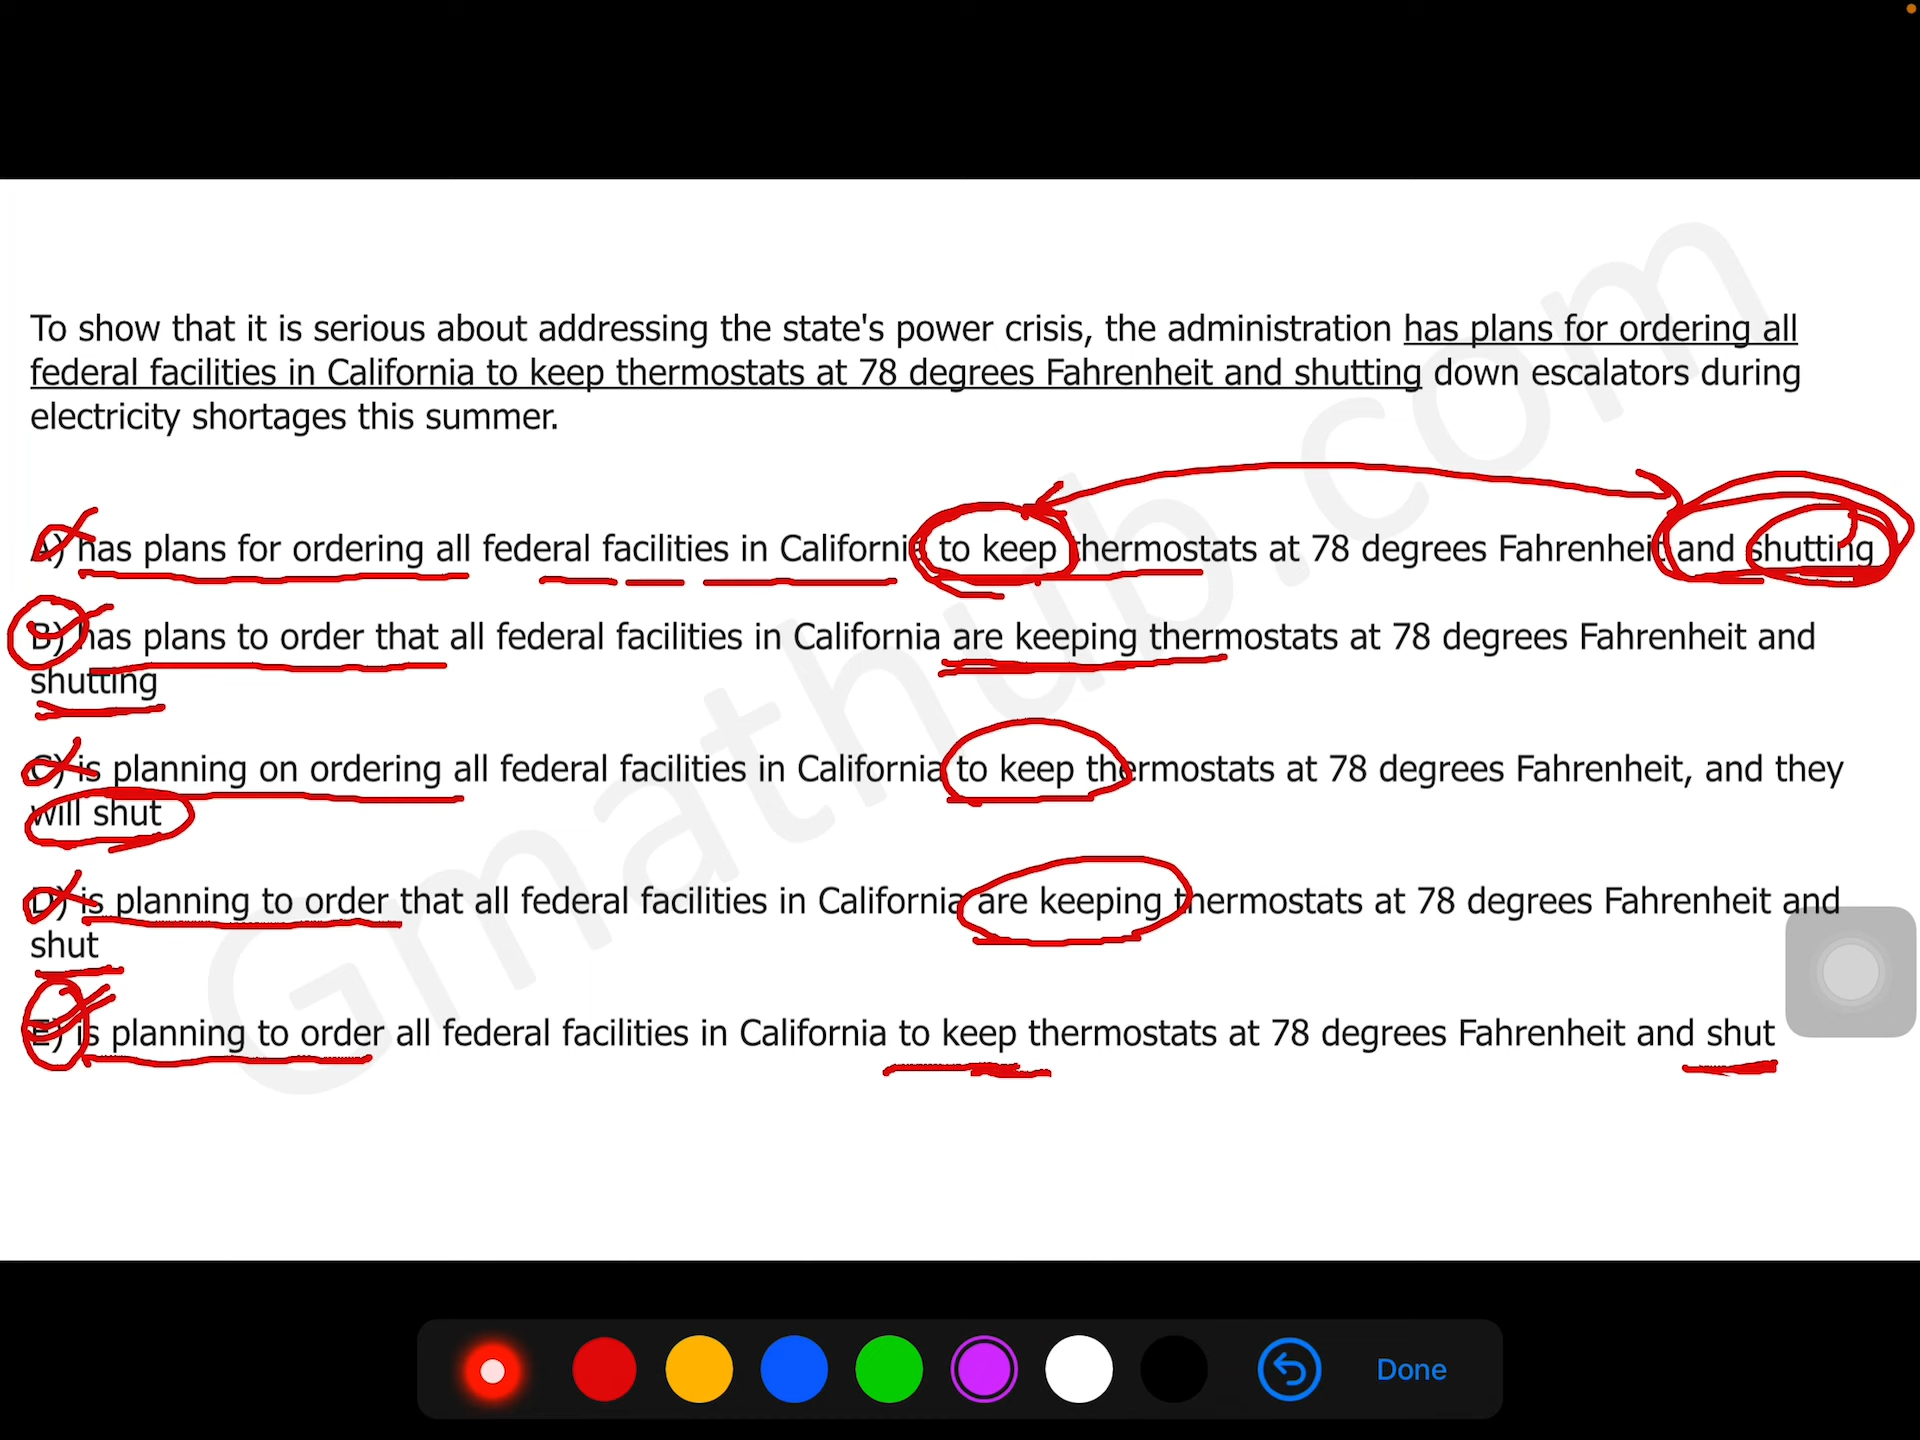 To show that it is serious about addressing the state's power crisis, the administration has plans for ordering all
federal facilities in California to keep thermostats at 78 degrees Fahrenheit and shutting down escalators during
electricity shortages this summer.
A) has plans for ordering all federal facilities in California to keep thermostats at 78 degrees Fahrenheit and shutting
B) has plans to order that all federal facilities in California are keeping thermostats at 78 degrees Fahrenheit and
shutting
C) is planning on ordering all federal facilities in California to keep thermostats at 78 degrees Fahrenheit, and they
will shut
D) is planning to order that all federal facilities in California are keeping thermostats at 78 degrees Fahrenheit and
shut
E) is planning to order all federal facilities in California to keep thermostats at 78 degrees Fahrenheit and shut
Gmathub.com
Done